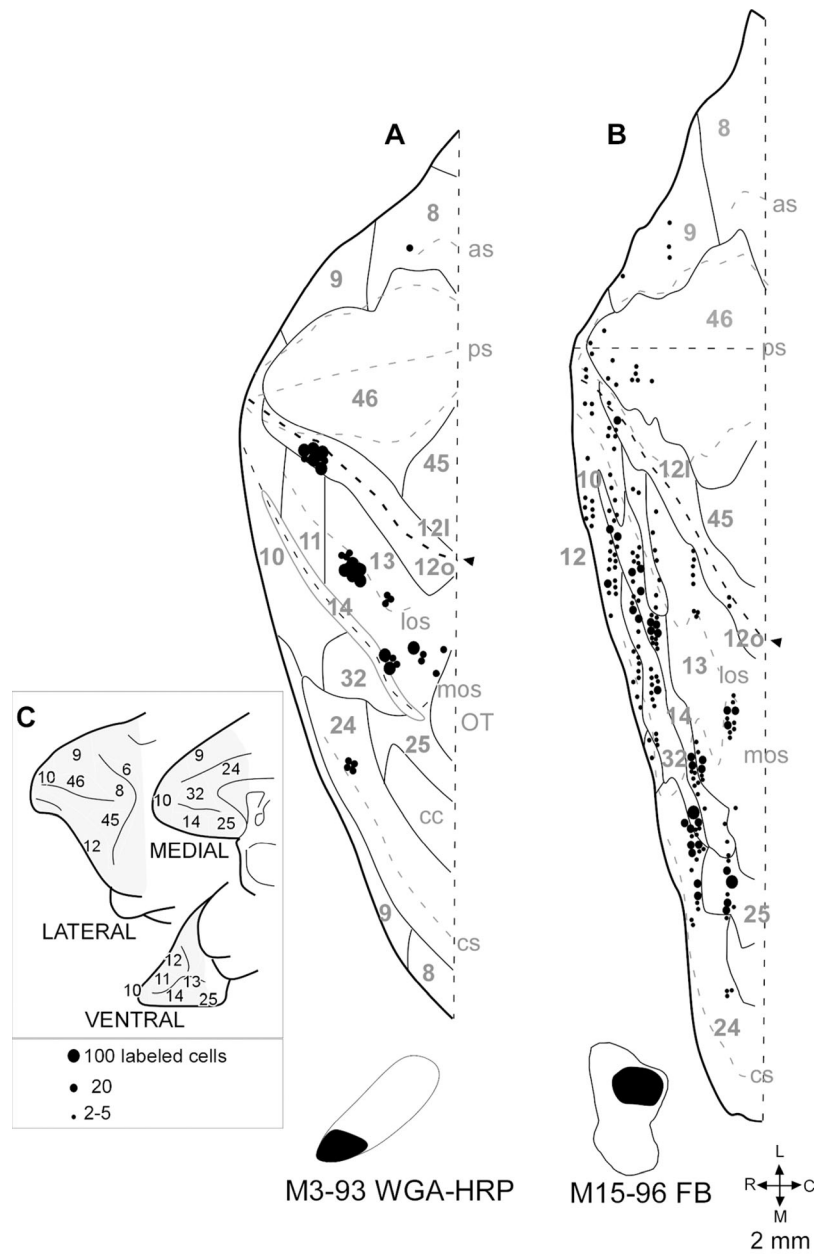 A
B
8
8
as
as
9
9
46
ps
ps
46
45
12l
10
12l
45
11
13
12o
10
12
14
los
12o
13
los
32
mos
14
OT
32
mos
24
25
C
9
9
24
6
10
46
8
10
32
45
14
25
12
MEDIAL
cc
LATERAL
9
25
12
cs
11
13
8
10
14
25
VENTRAL
24
100 labeled cells
cs
20
2-5
L
R
C
M
M3-93 WGA-HRP
M15-96 FB
2 mm